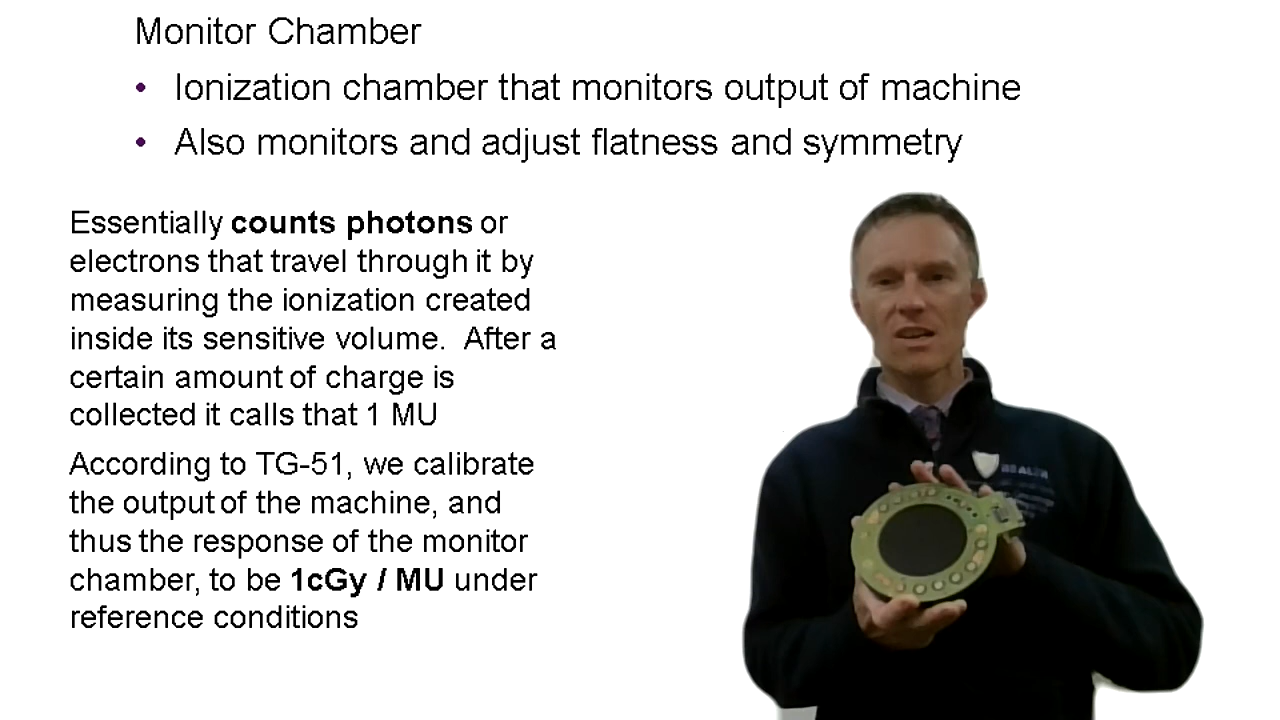 Monitor Chamber
• Ionization chamber that monitors output of machine
• Also monitors and adjust flatness and symmetry
Essentially counts photons or
electrons that travel through it by
measuring the ionization created
inside its sensitive volume.  After a
certain amount of charge is
collected it calls that 1 MU
According to TG-51, we calibrate
the output of the machine, and
thus the response of the monitor
chamber, to be 1cGy / MU under
reference conditions
HEALTH